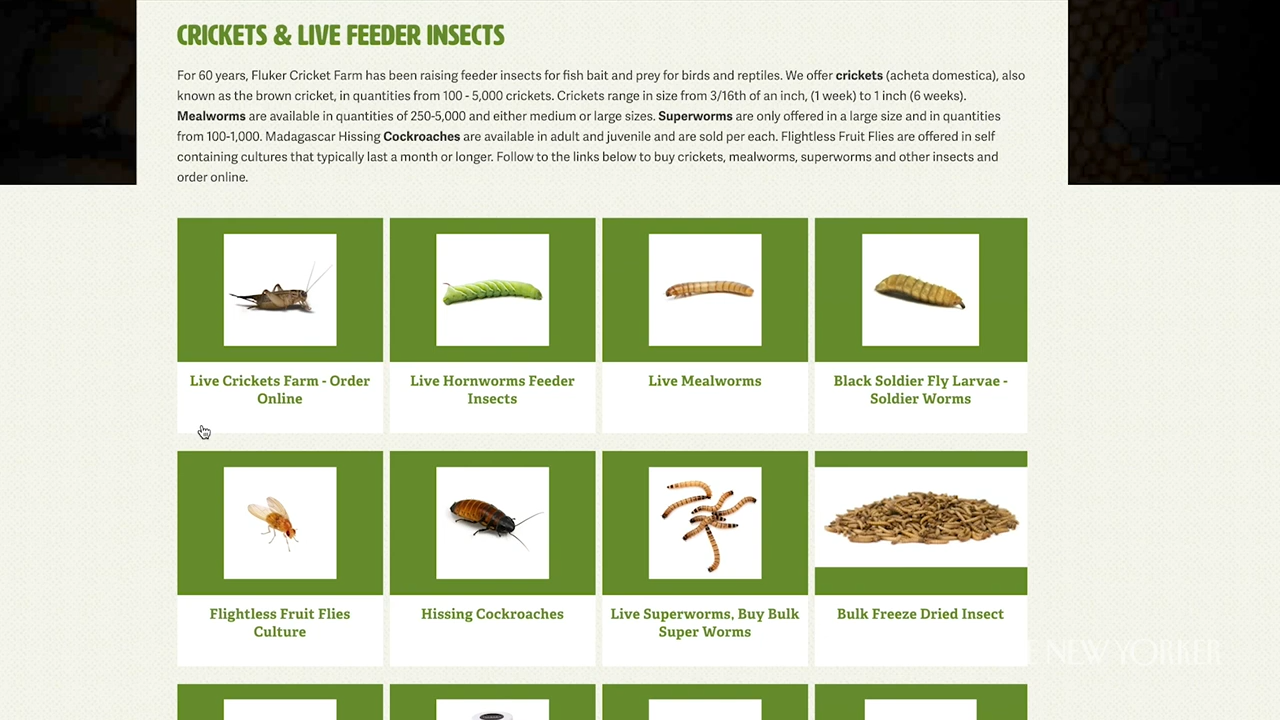 CRICKETS & LIVE FEEDER INSECTS
For 60 years, Fluker Cricket Farm has been raising feeder insects for fish bait and prey for birds and reptiles. We offer crickets (acheta domestica), also
known as the brown cricket, in quantities from 100 - 5,000 crickets. Crickets range in size from 3/16th of an inch, (1 week) to 1 inch (6 weeks).
Mealworms are available in quantities of 250-5,000 and either medium or large sizes. Superworms are only offered in a large size and in quantities
from 100-1,000. Madagascar Hissing Cockroaches are available in adult and juvenile and are sold per each. Flightless Fruit Flies are offered in self
containing cultures that typically last a month or longer. Follow to the links below to buy crickets, mealworms, superworms and other insects and
order online.
Live Crickets Farm - Order
Online
Live Hornworms Feeder
Insects
Live Mealworms
Black Soldier Fly Larvae -
Soldier Worms
Flightless Fruit Flies
Culture
Hissing Cockroaches
Live Superworms, Buy Bulk
Super Worms
Bulk Freeze Dried Insect
NEW YORKER